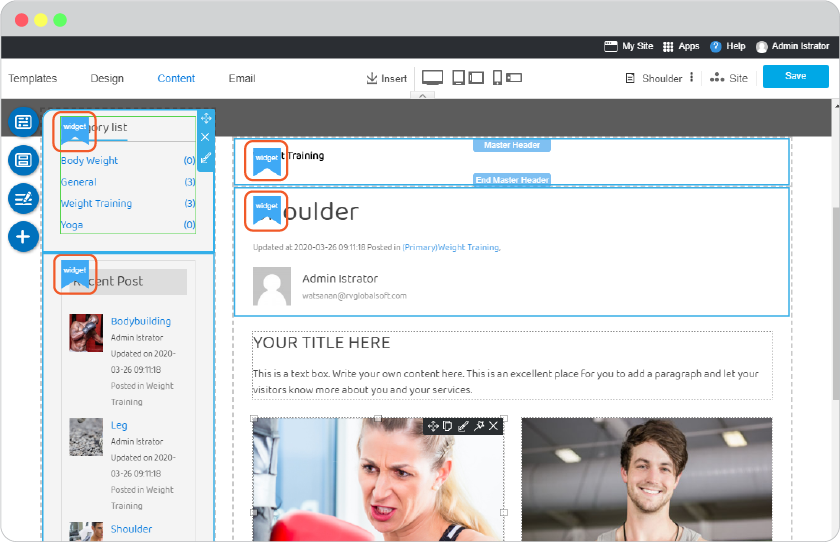 My Site Apps ? Help Admin Istrator
Templates Design Content Email Insert Shoulder Site Save
widget
ory list
Body Weight (0)
General (3)
Weight Training (3)
Yoga (0)
widget
Recent Post
Bodybuilding
Admin Istrator
Updated on 2020-
03-26 09:11:18
Posted in Weight
Training
Leg
Admin Istrator
Updated on 2020-
03-26 09:11:18
Posted in Weight
Training
Shoulder
Master Header
widget
t Training
End Master Header
widget
houlder
Updated at 2020-03-26 09:11:18 Posted in (Primary)Weight Training,
Admin Istrator
watsanan@rvglobalsoft.com
YOUR TITLE HERE
This is a text box. Write your own content here. This is an excellent place for you to add a paragraph and let your
visitors know more about you and your services.